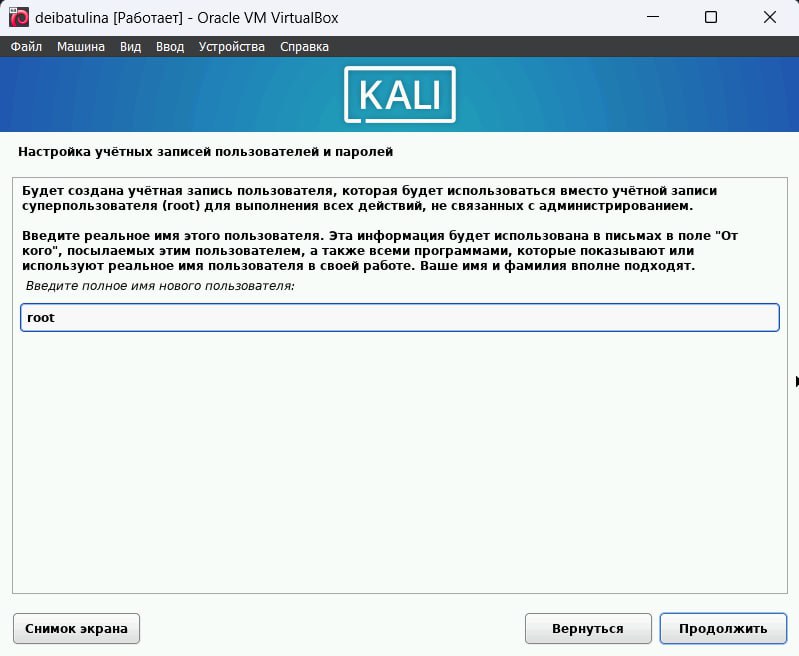 deibatulina [Работает] - Oracle VM VirtualBox
Файл Машина Вид Ввод Устройства Справка
KALI
Настройка учётных записей пользователей и паролей
Будет создана учётная запись пользователя, которая будет использоваться вместо учётной записи
суперпользователя (root) для выполнения всех действий, не связанных с администрированием.
Введите реальное имя этого пользователя. Эта информация будет использована в письмах в поле "От
кого", посылаемых этим пользователем, а также всеми программами, которые показывают или
используют реальное имя пользователя в своей работе. Ваше имя и фамилия вполне подходят.
Введите полное имя нового пользователя:
root
Снимок экрана Вернуться Продолжить